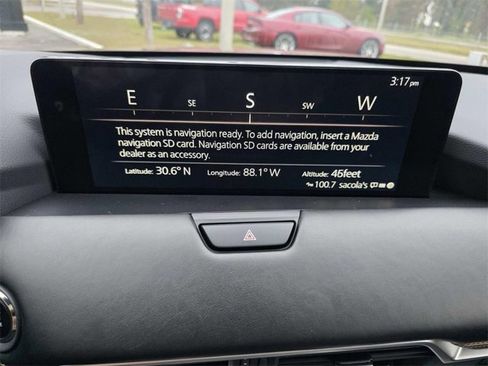 3:17pm
E SE S SW W
This system is navigation ready. To add navigation, insert a Mazda
navigation SD card. Navigation SD cards are available from your
dealer as an accessory.
Latitude: 30.6° N Longitude: 88.1° W Altitude: 46feet
100.7 sacola's